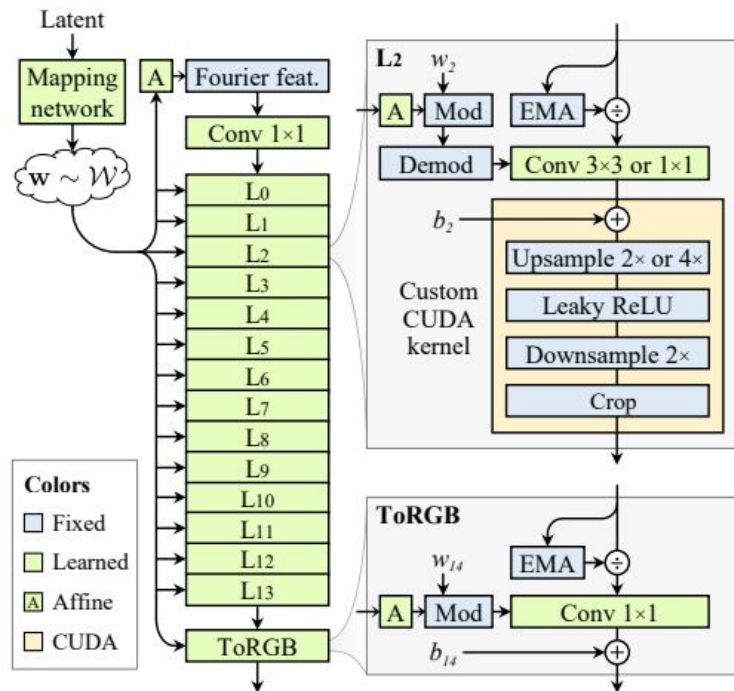 Latent
Mapping
network
w ~ W
A
Fourier feat.
Conv 1×1
L0
L1
L2
L3
L4
L5
L6
L7
L8
L9
L10
L11
L12
L13
ToRGB
Colors
Fixed
Learned
A Affine
CUDA
L2
w2
A
Mod
EMA
÷
Demod
Conv 3×3 or 1×1
b2
+
Custom
CUDA
kernel
Upsample 2× or 4×
Leaky ReLU
Downsample 2×
Crop
ToRGB
w14
A
Mod
EMA
÷
Conv 1×1
b14
+